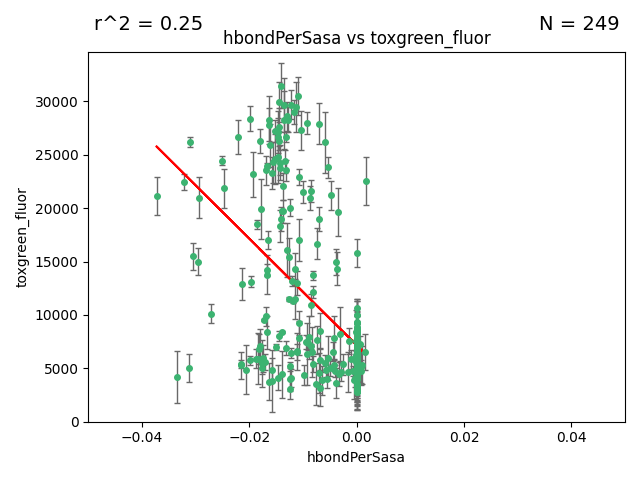 r^2 = 0.25
N = 249
hbondPerSasa vs toxgreen_fluor
toxgreen_fluor
30000
25000
20000
15000
10000
5000
0
−0.04
−0.02
0.00
0.02
0.04
hbondPerSasa